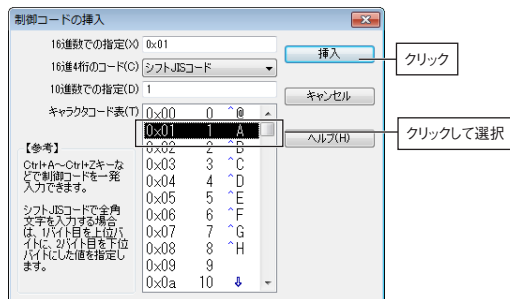 制御コードの挿入
16進数での指定(X) 0x01
挿入
クリック
16進4桁のコード(C) シフトJISコード
10進数での指定(D) 1
キャンセル
キャラクタコード表(T) 0x00 0 ^@
ヘルプ(H)
0x01 1 ^A
クリックして選択
0x02 2 ^B
0x03 3 ^C
0x04 4 ^D
0x05 5 ^E
0x06 6 ^F
0x07 7 ^G
0x08 8 ^H
0x09 9
0x0a 10 ⇩
【参考】
Ctrl+A～Ctrl+Zキーな
どで制御コードを一発
入力できます。
シフトJISコードで全角
文字を入力する場合
は、1バイト目を上位バ
イトに、2バイト目を下位
バイトにした値を指定し
ます。